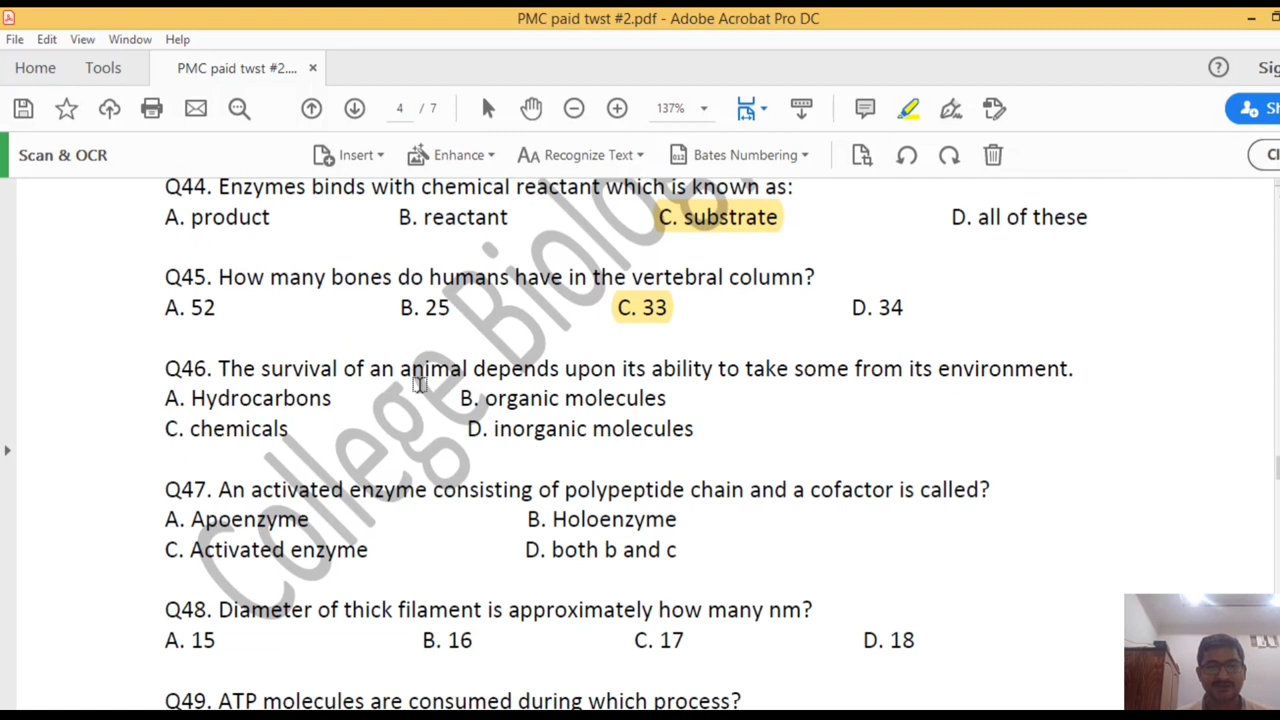 PMC paid twst #2.pdf - Adobe Acrobat Pro DC
File Edit View Window Help
Home Tools PMC paid twst #2.... × ? Sig
4 / 7 137% Sh
Scan & OCR Insert Enhance Recognize Text Bates Numbering Cl
Q44. Enzymes binds with chemical reactant which is known as:
A. product B. reactant C. substrate D. all of these
Q45. How many bones do humans have in the vertebral column?
A. 52 B. 25 C. 33 D. 34
Q46. The survival of an animal depends upon its ability to take some from its environment.
A. Hydrocarbons B. organic molecules
C. chemicals D. inorganic molecules
Q47. An activated enzyme consisting of polypeptide chain and a cofactor is called?
A. Apoenzyme B. Holoenzyme
C. Activated enzyme D. both b and c
Q48. Diameter of thick filament is approximately how many nm?
A. 15 B. 16 C. 17 D. 18
Q49. ATP molecules are consumed during which process?
College Biology